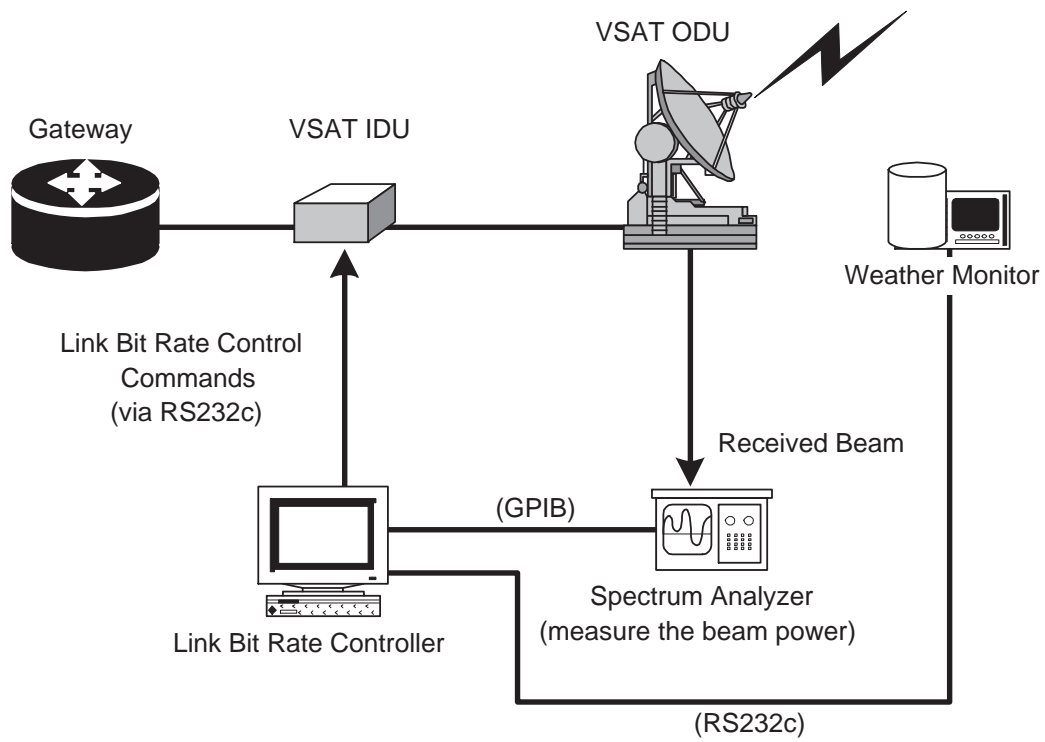 VSAT ODU
Gateway
VSAT IDU
Weather Monitor
Link Bit Rate Control
Commands
(via RS232c)
Received Beam
(GPIB)
Spectrum Analyzer
(measure the beam power)
Link Bit Rate Controller
(RS232c)